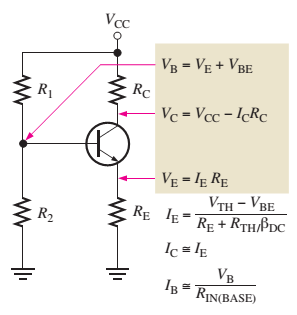 V_CC
R_1
R_C
R_2
R_E
V_B = V_E + V_BE
V_C = V_CC − I_C R_C
V_E = I_E R_E
I_E = (V_TH − V_BE) / (R_E + R_TH/β_DC)
I_C ≅ I_E
I_B ≅ V_B / R_IN(BASE)